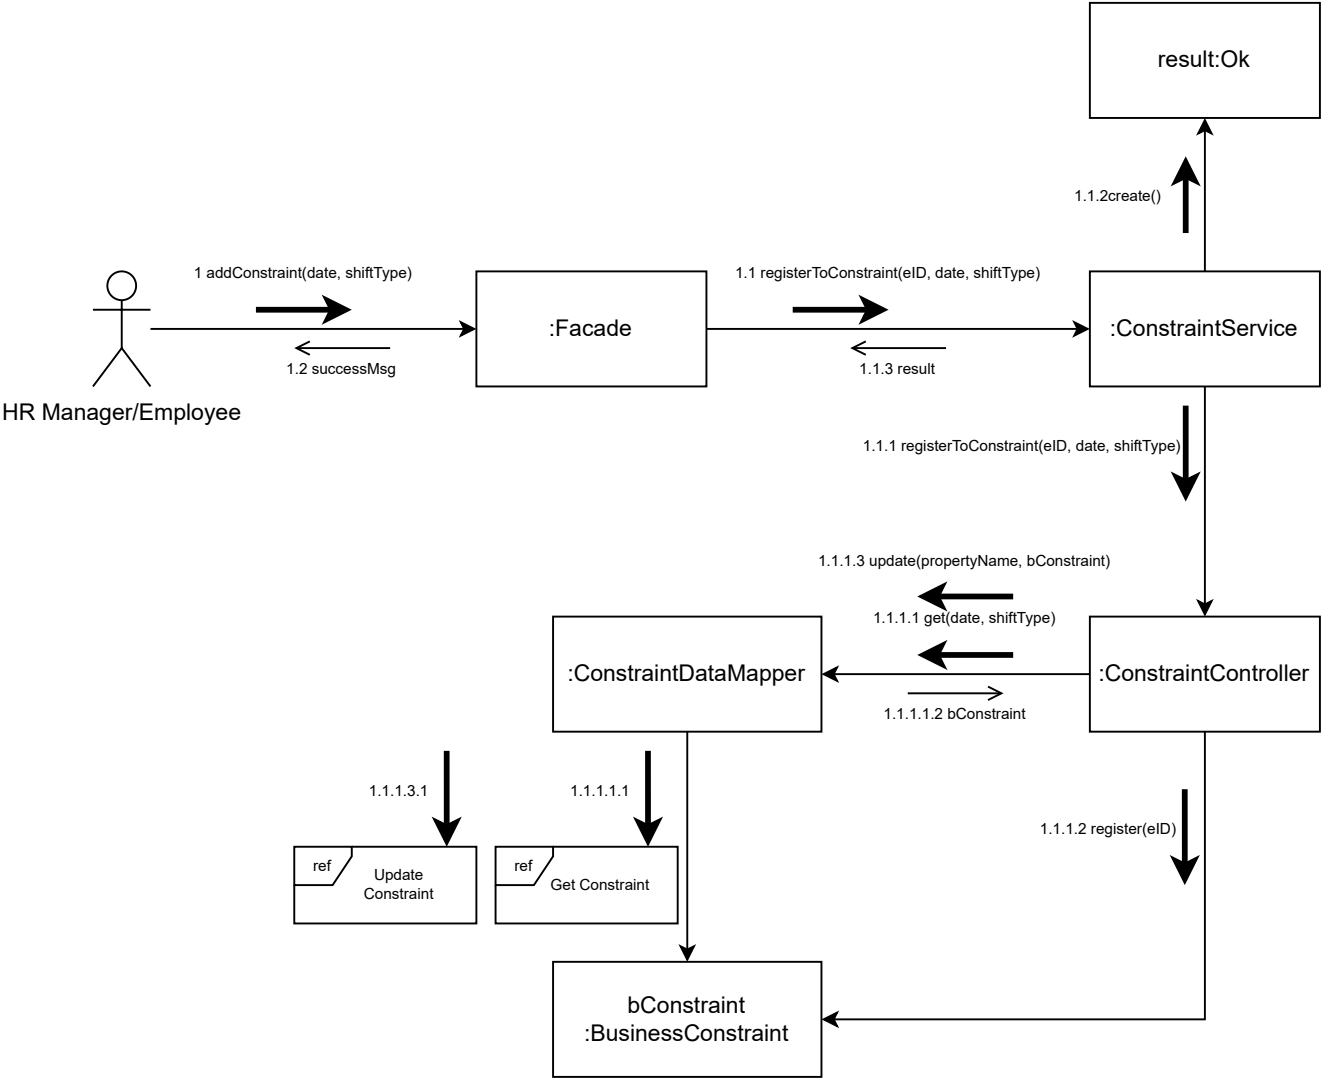 result:Ok
1.1.2create()
1 addConstraint(date, shiftType)
1.1 registerToConstraint(eID, date, shiftType)
:Facade
:ConstraintService
1.2 successMsg
1.1.3 result
HR Manager/Employee
1.1.1 registerToConstraint(eID, date, shiftType)
1.1.1.3 update(propertyName, bConstraint)
1.1.1.1 get(date, shiftType)
:ConstraintDataMapper
:ConstraintController
1.1.1.1.2 bConstraint
1.1.1.3.1
1.1.1.1.1
1.1.1.2 register(eID)
ref
Update
Constraint
ref
Get Constraint
bConstraint
:BusinessConstraint